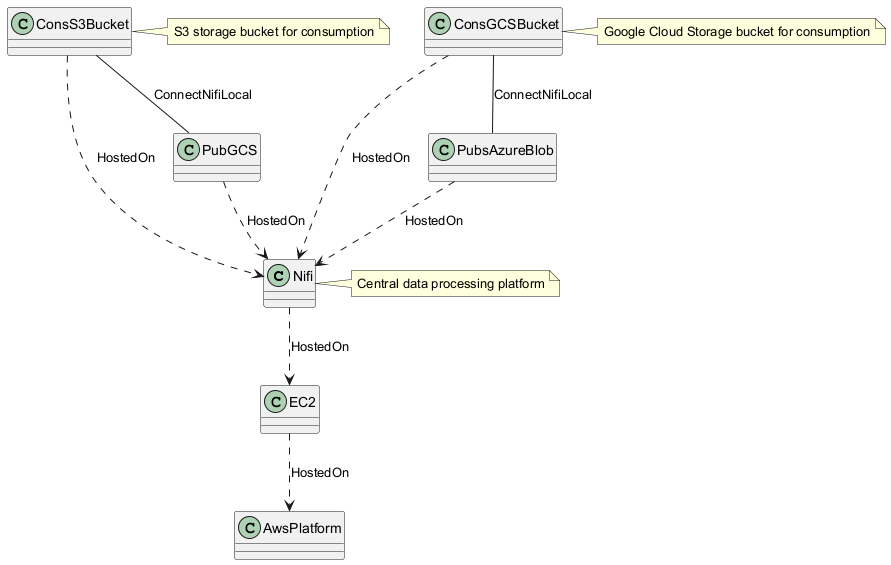 C ConsS3Bucket
S3 storage bucket for consumption
C ConsGCSBucket
Google Cloud Storage bucket for consumption
ConnectNifiLocal
ConnectNifiLocal
HostedOn
C PubGCS
HostedOn
C PubsAzureBlob
HostedOn
HostedOn
C Nifi
Central data processing platform
HostedOn
C EC2
HostedOn
C AwsPlatform